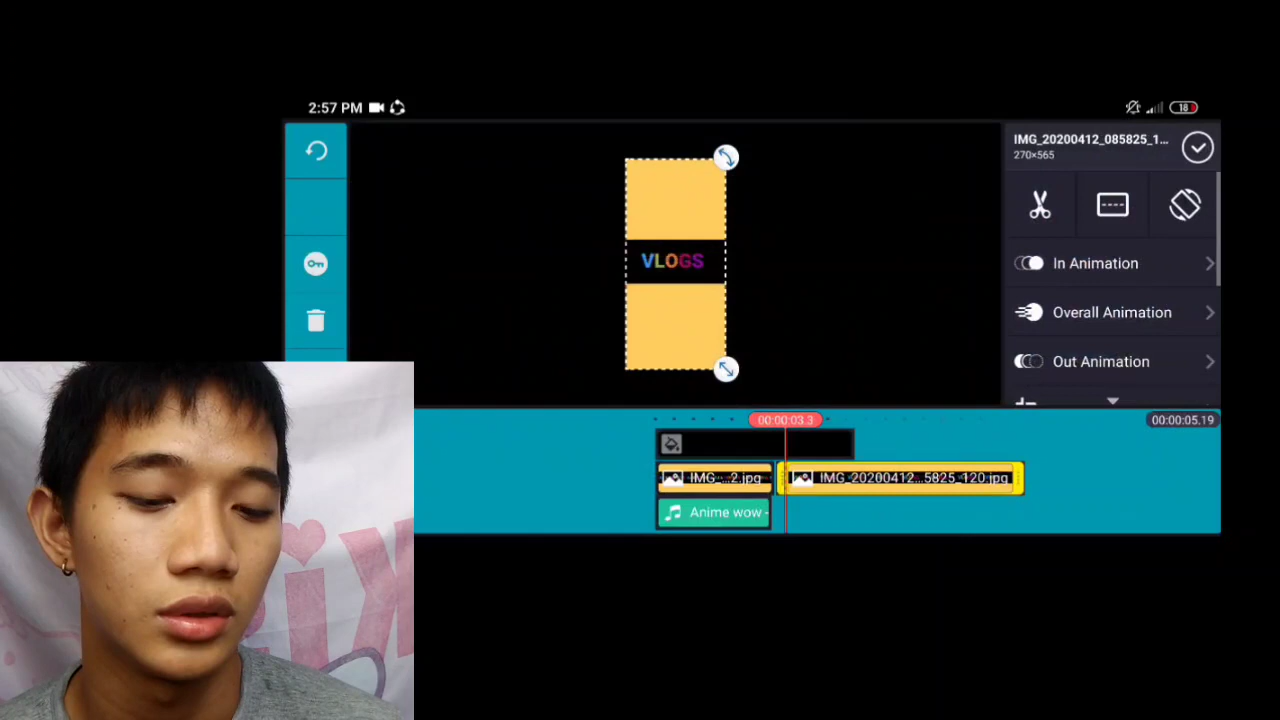 2:57 PM
18
IMG_20200412_085825_1...
270×565
VLOGS
In Animation
Overall Animation
Out Animation
00:00:03.3
00:00:05.19
IMG_...2.jpg
IMG_20200412...5825_120.jpg
Anime wow -